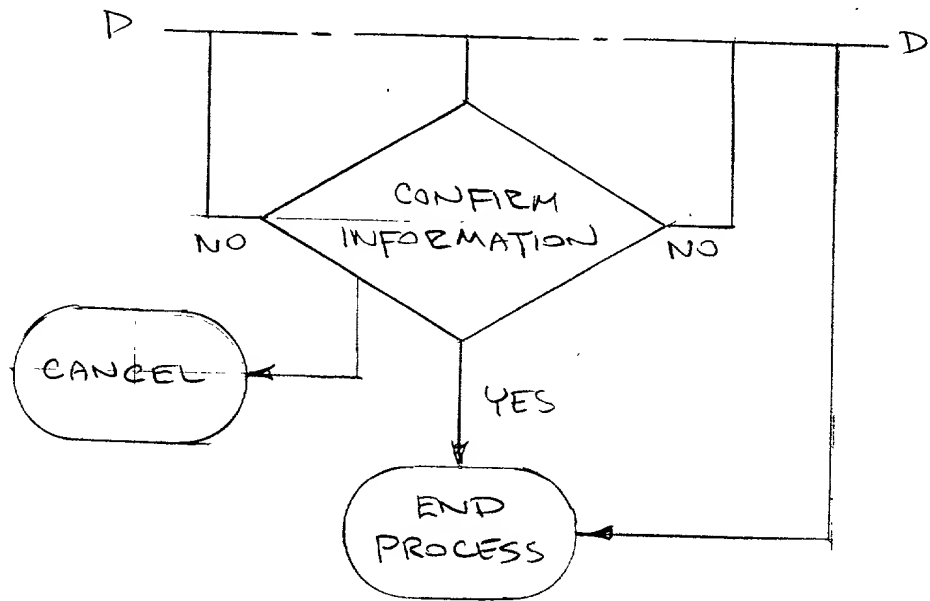 D
D
CONFIRM
INFORMATION
NO
NO
CANCEL
YES
END
PROCESS